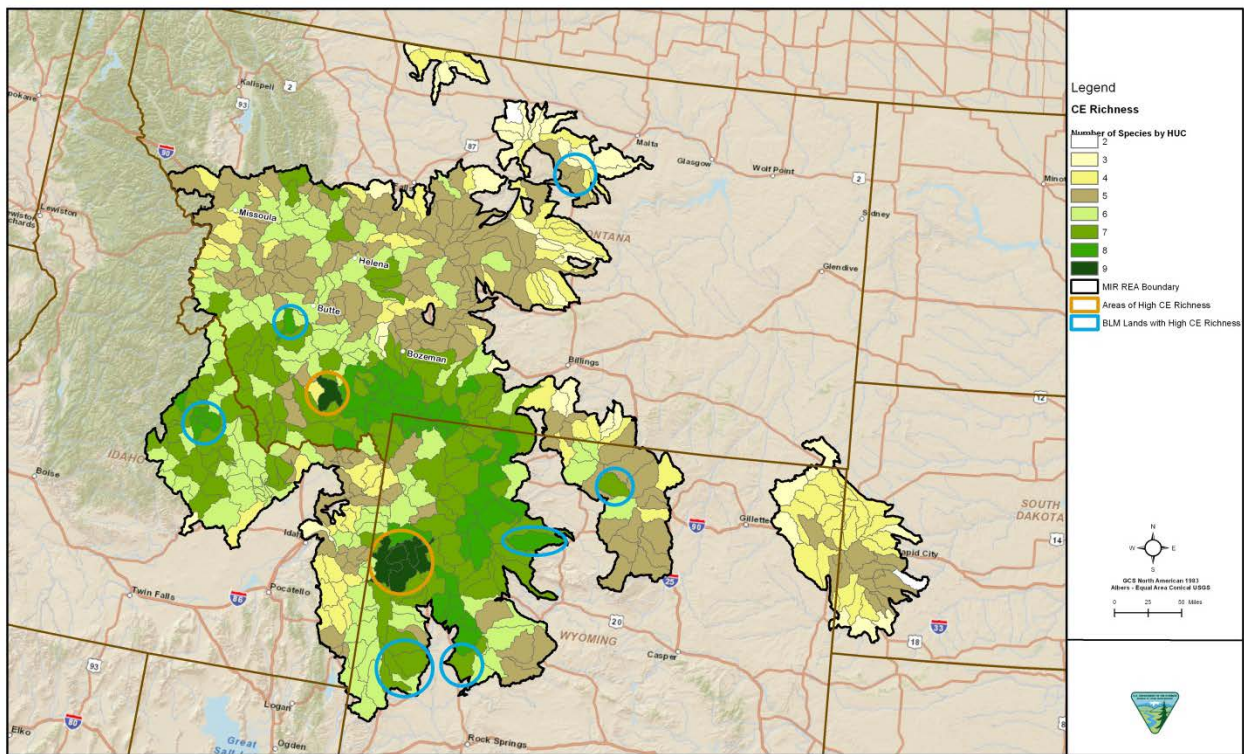 Kalispell
2
93
Spokane
90
87
Malta
Glasgow
Wolf Point
2
Minot
Missoula
Lewiston
Sidney
MONTANA
Helena
Glendive
Butte
Bozeman
Billings
12
IDAHO
Boise
SOUTH
DAKOTA
Gillette
90
14
Rapid City
Twin Falls
Pocatello
86
25
20
WYOMING
Casper
18
93
Logan
80
Elko
Great
Ogden
Rock Springs
Legend
CE Richness
Number of Species by HUC
2
3
4
5
6
7
8
9
MIR REA Boundary
Areas of High CE Richness
BLM Lands with High CE Richness
N
W E
S
GCS North American 1983
Albers - Equal Area Conical USGS
0 25 50 Miles